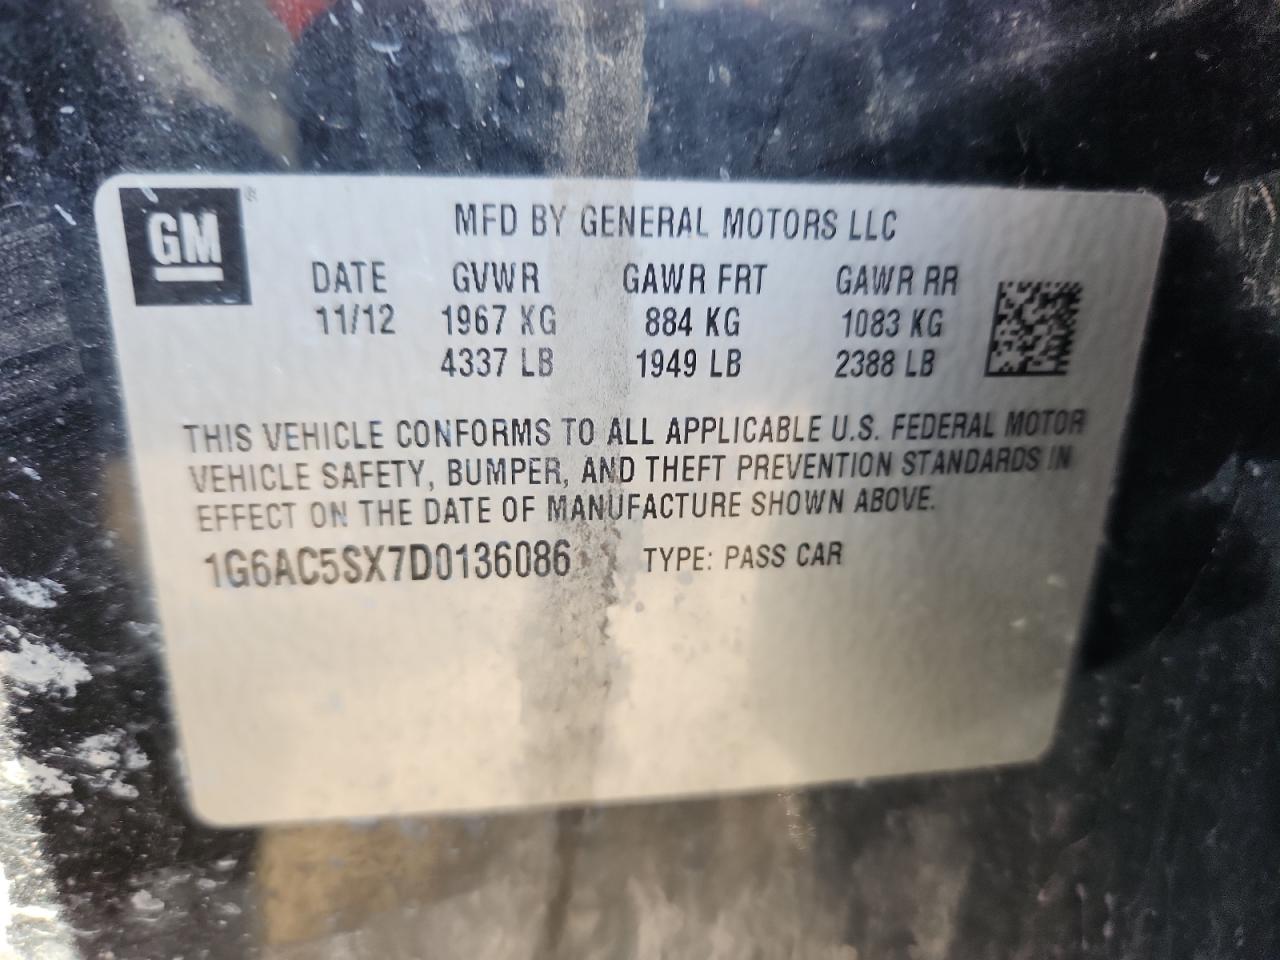 GM ®
MFD BY GENERAL MOTORS LLC
DATE GVWR GAWR FRT GAWR RR
11/12 1967 KG 884 KG 1083 KG
4337 LB 1949 LB 2388 LB
THIS VEHICLE CONFORMS TO ALL APPLICABLE U.S. FEDERAL MOTOR
VEHICLE SAFETY, BUMPER, AND THEFT PREVENTION STANDARDS IN
EFFECT ON THE DATE OF MANUFACTURE SHOWN ABOVE.
1G6AC5SX7D0136086 TYPE: PASS CAR